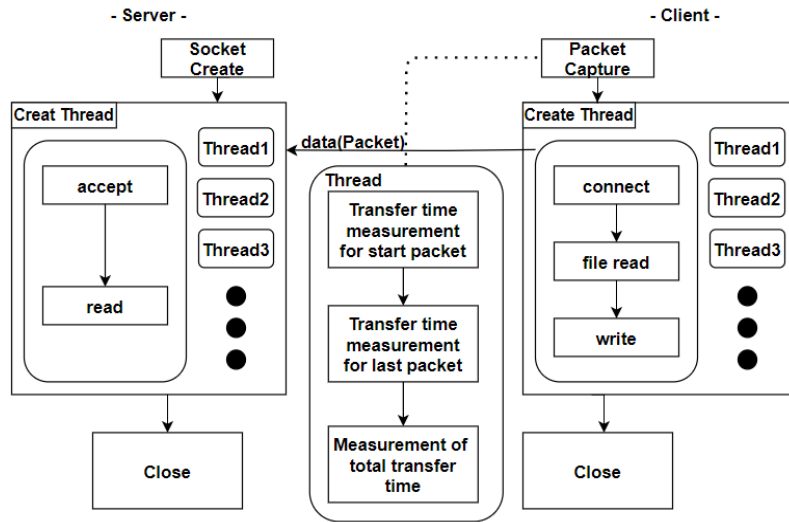 - Server -
- Client -
Socket
Create
Packet
Capture
Creat Thread
Thread1
accept
Thread2
Thread3
read
Close
data(Packet)
Thread
Transfer time
measurement
for start packet
Transfer time
measurement
for last packet
Measurement of
total transfer
time
Create Thread
Thread1
connect
Thread2
file read
Thread3
write
Close